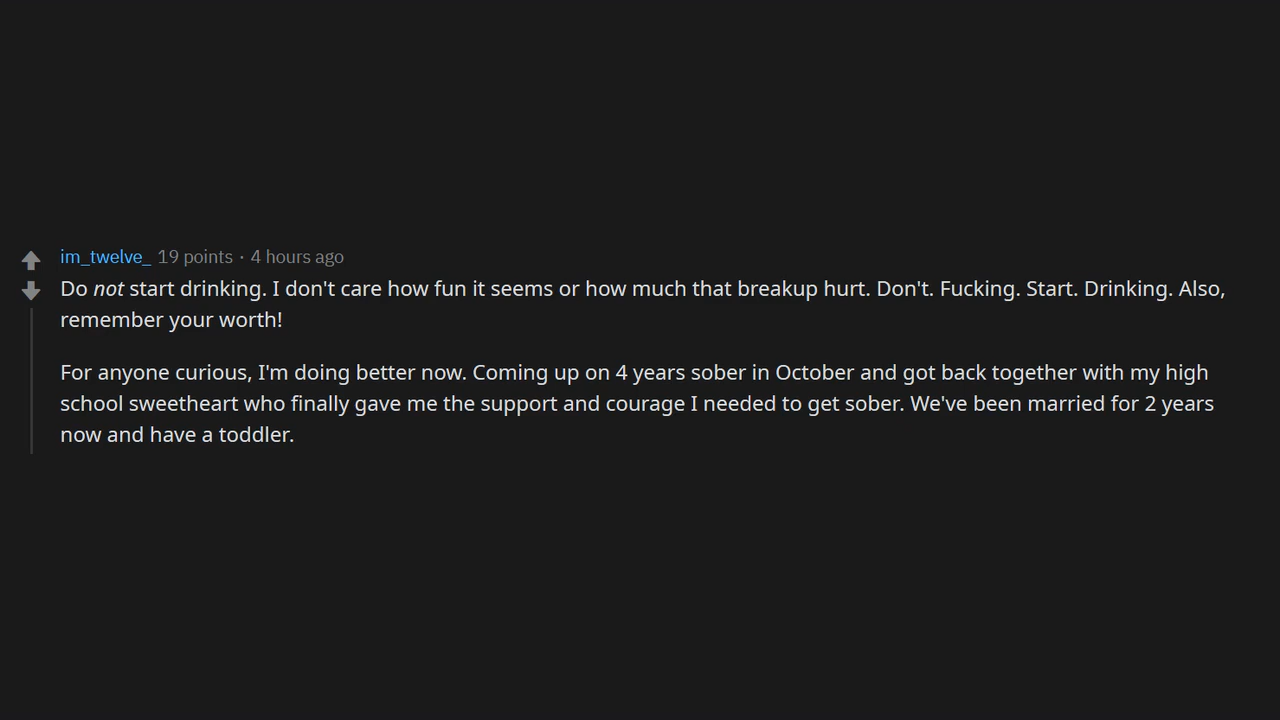 im_twelve_ 19 points · 4 hours ago
Do not start drinking. I don't care how fun it seems or how much that breakup hurt. Don't. Fucking. Start. Drinking. Also,
remember your worth!
For anyone curious, I'm doing better now. Coming up on 4 years sober in October and got back together with my high
school sweetheart who finally gave me the support and courage I needed to get sober. We've been married for 2 years
now and have a toddler.